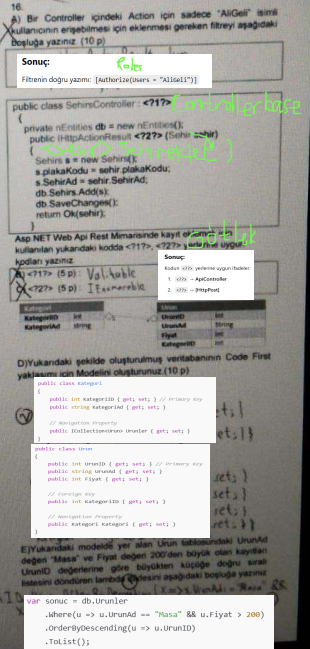 16.
A) Bir Controller içindeki Action için sadece "AliGeli" isimli
kullanıcının erişebilmesi için eklenmesi gereken filtreyi aşağıdaki
boşluğa yazınız. (10 p)
Sonuç:
Roles
Filtrenin doğru yazımı: [Authorize(Users = "AliGeli")]
public class SehirsController : <?1?>
Controllerbase
{
private nEntities db = new nEntities();
public IHttpActionResult <?2?> (Sehir sehir)
{
Sehirs s = new Sehirs();
s.plakaKodu = sehir.plakaKodu;
s.SehirAd = sehir.SehirAd;
db.Sehirs.Add(s);
db.SaveChanges();
return Ok(sehir);
}
Asp NET Web Api Rest Mimarisinde kayıt
kullanılan yukarıdaki kodda <?1?>, <?2?>
kodları yazınız.
B) <?1?> (5 p) :
C) <?2?> (5 p) :
Sonuç:
Kodun <??> yerlerine uygun ifadeler:
1. <??> → ApiController
2. <??> → [HttpPost]
Kategori
KategoriID int
KategoriAd string
Urun
UrunID int
UrunAd String
Fiyat int
KategoriID int
D)Yukarıdaki şekilde oluşturulmuş veritabanının Code First
yaklaşımı için Modelini oluşturunuz.(10 p)
public class Kategori
{
public int KategoriID { get; set; } // Primary Key
public string KategoriAd { get; set; }
// Navigation Property
public ICollection<Urun> Urunler { get; set; }
}
public class Urun
{
public int UrunID { get; set; } // Primary Key
public string UrunAd { get; set; }
public int Fiyat { get; set; }
// Foreign Key
public int KategoriID { get; set; }
// Navigation Property
public Kategori Kategori { get; set; }
}
E)Yukarıdaki modelde yer alan Urun tablosundaki UrunAd
değeri "Masa" ve Fiyat değeri 200'den büyük olan kayıtları
UrunID değerlerine göre büyükten küçüğe doğru sıralı
listesini döndüren lambda ifadesini aşağıdaki boşluğa yazınız
var sonuc = db.Urunler
.Where(u => u.UrunAd == "Masa" && u.Fiyat > 200)
.OrderByDescending(u => u.UrunID)
.ToList();